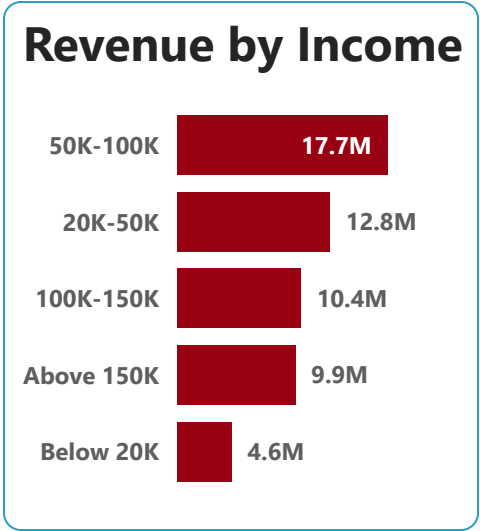 Revenue by Income
50K-100K 17.7M
20K-50K 12.8M
100K-150K 10.4M
Above 150K 9.9M
Below 20K 4.6M